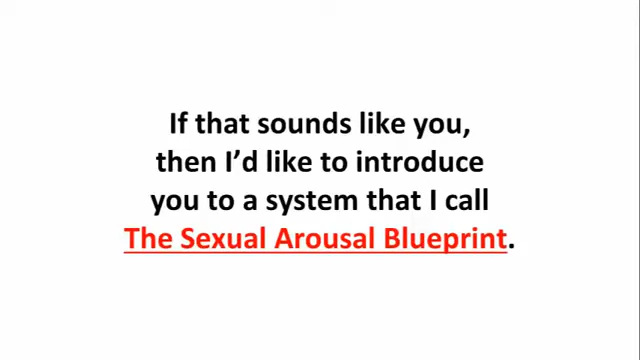 If that sounds like you,
then I’d like to introduce
you to a system that I call
The Sexual Arousal Blueprint.